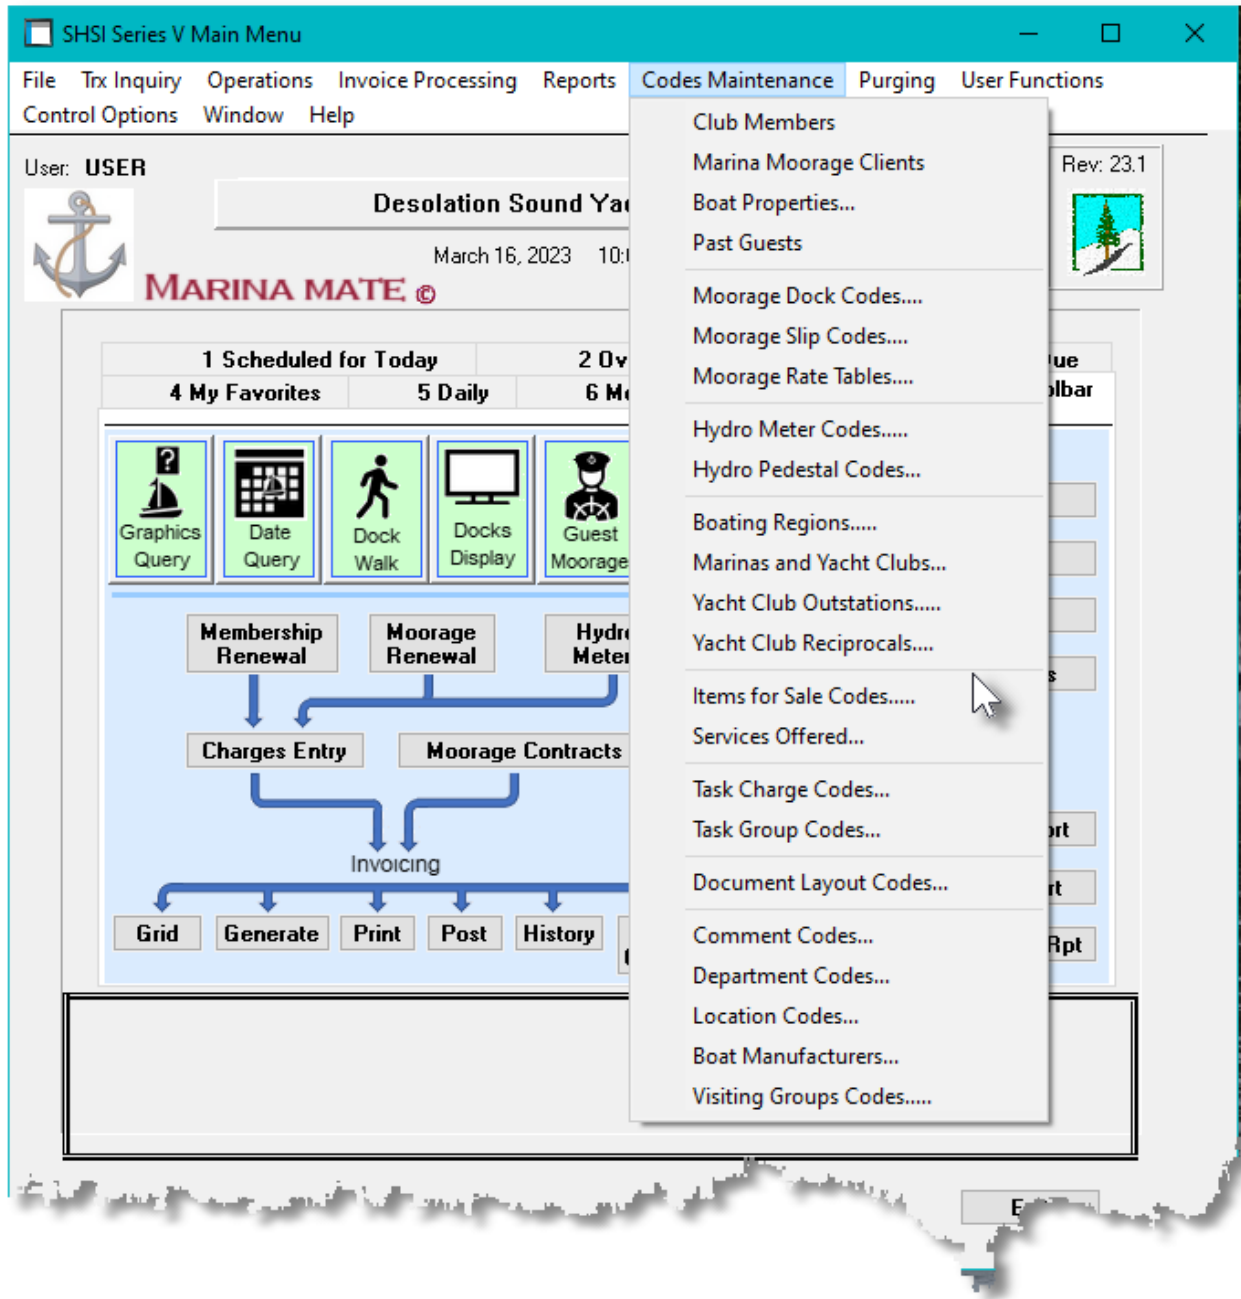 SHSI Series V Main Menu
File Trx Inquiry Operations Invoice Processing Reports Codes Maintenance Purging User Functions
Control Options Window Help
User: USER
Rev: 23.1
Desolation Sound
March 16, 2023
MARINA MATE ©
1 Scheduled for Today
2
4 My Favorites 5 Daily 6
Graphics Query
Date Query
Dock Walk
Docks Display
Guest Moorage
Membership Renewal
Moorage Renewal
Charges Entry Moorage Contracts
Invoicing
Grid Generate Print Post History
Rpt
Club Members
Marina Moorage Clients
Boat Properties...
Past Guests
Moorage Dock Codes....
Moorage Slip Codes....
Moorage Rate Tables....
Hydro Meter Codes.....
Hydro Pedestal Codes...
Boating Regions.....
Marinas and Yacht Clubs...
Yacht Club Outstations.....
Yacht Club Reciprocals....
Items for Sale Codes.....
Services Offered...
Task Charge Codes...
Task Group Codes...
Document Layout Codes...
Comment Codes...
Department Codes...
Location Codes...
Boat Manufacturers...
Visiting Groups Codes.....